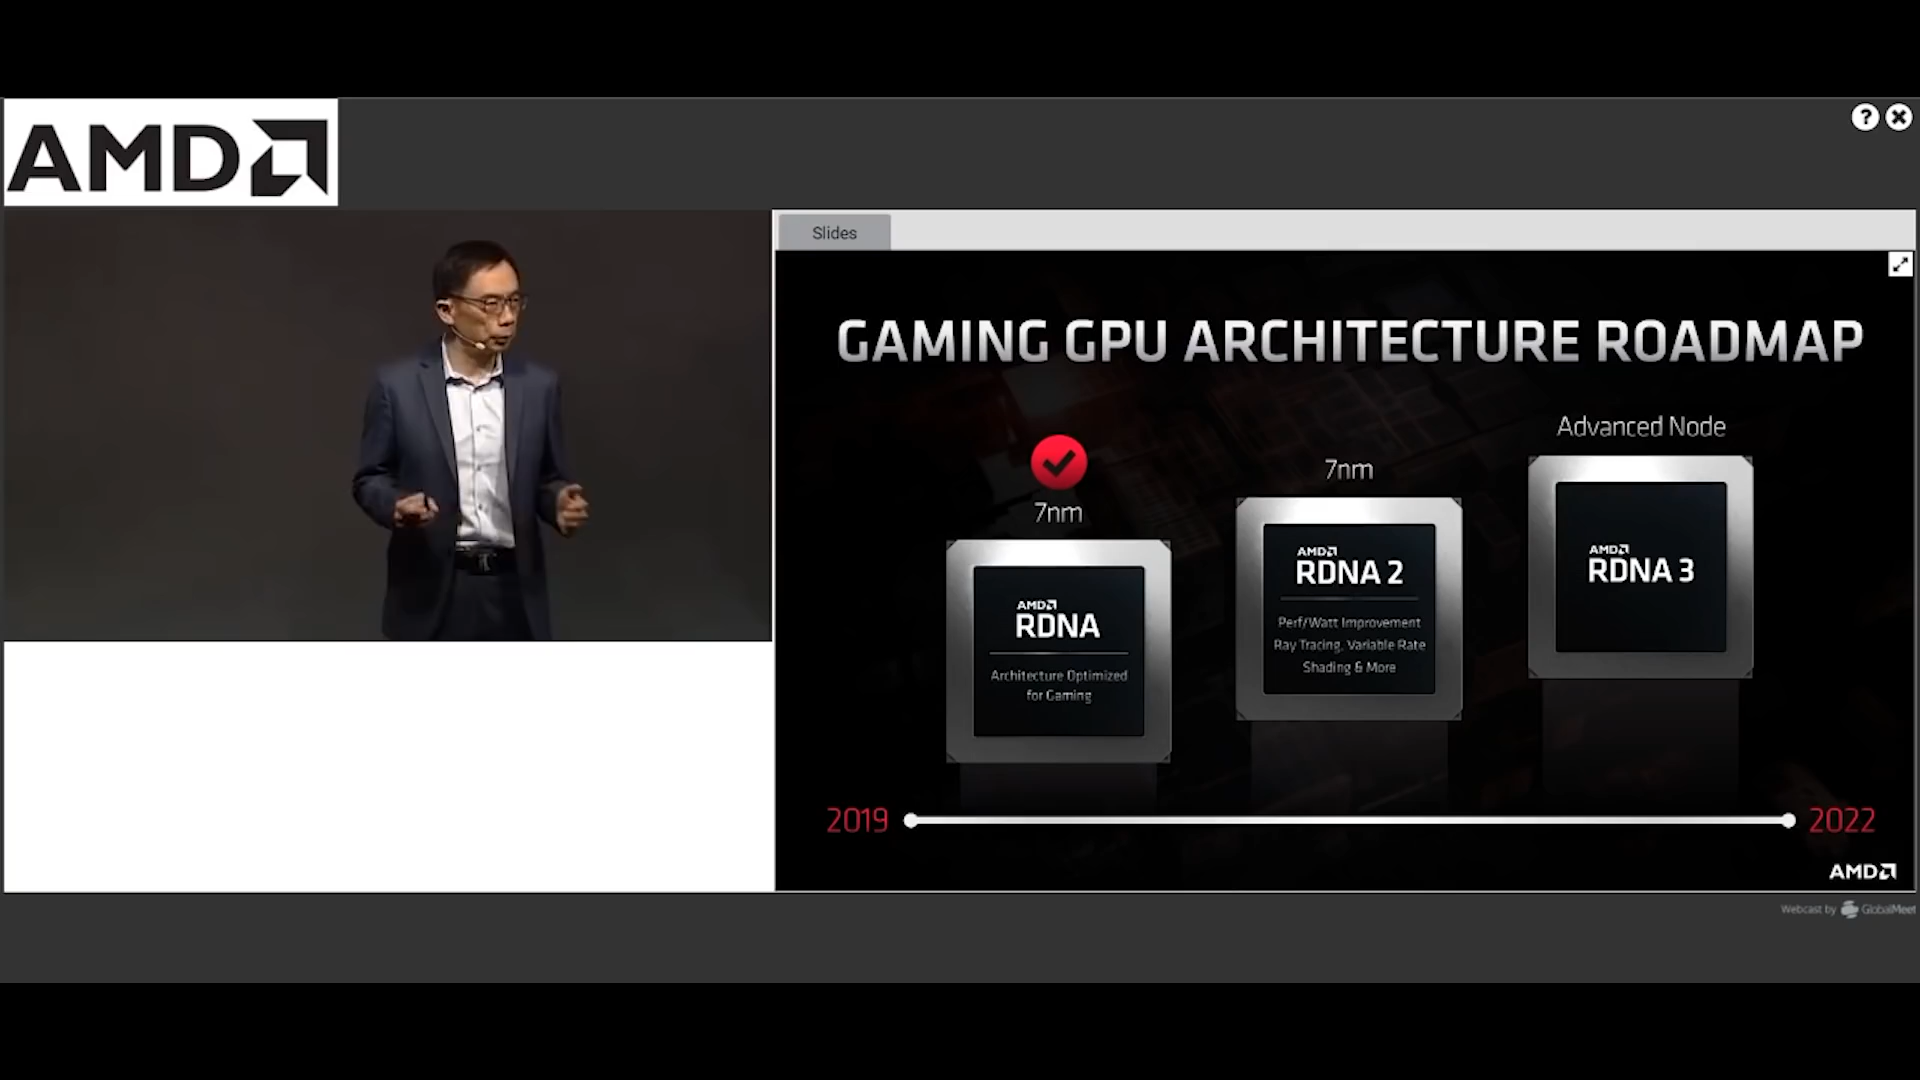 AMD
Slides
GAMING GPU ARCHITECTURE ROADMAP
7nm
AMD
RDNA
Architecture Optimized
for Gaming
7nm
AMD
RDNA 2
Perf/Watt Improvement
Ray Tracing, Variable Rate
Shading & More
Advanced Node
AMD
RDNA 3
2019
2022
AMD
Webcast by GlobalMeet